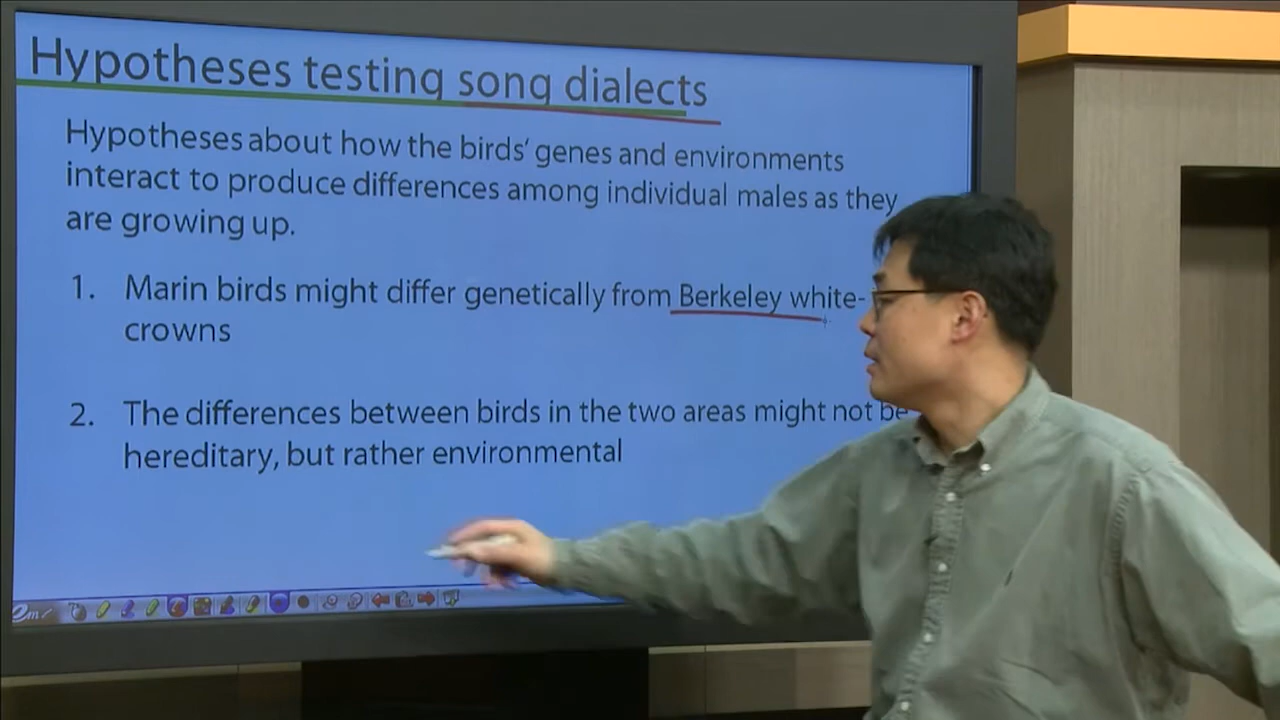 Hypotheses testing song dialects
Hypotheses about how the birds' genes and environments
interact to produce differences among individual males as they
are growing up.
1. Marin birds might differ genetically from Berkeley white-
crowns
2. The differences between birds in the two areas might not be
hereditary, but rather environmental